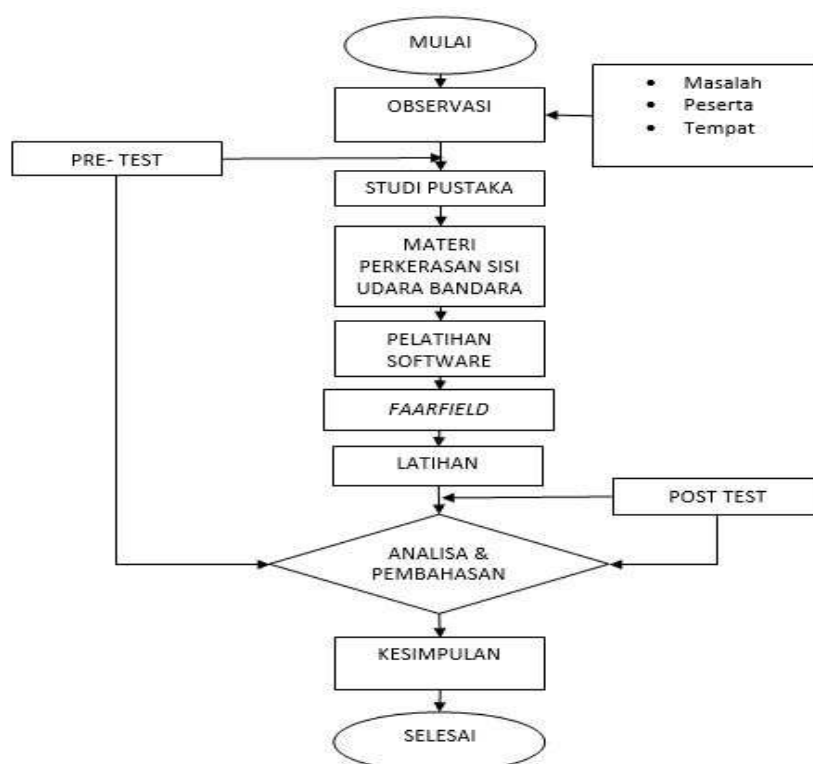 MULAI
OBSERVASI
• Masalah
• Peserta
• Tempat
PRE- TEST
STUDI PUSTAKA
MATERI
PERKERASAN SISI
UDARA BANDARA
PELATIHAN
SOFTWARE
FAARFIELD
LATIHAN
POST TEST
ANALISA &
PEMBAHASAN
KESIMPULAN
SELESAI